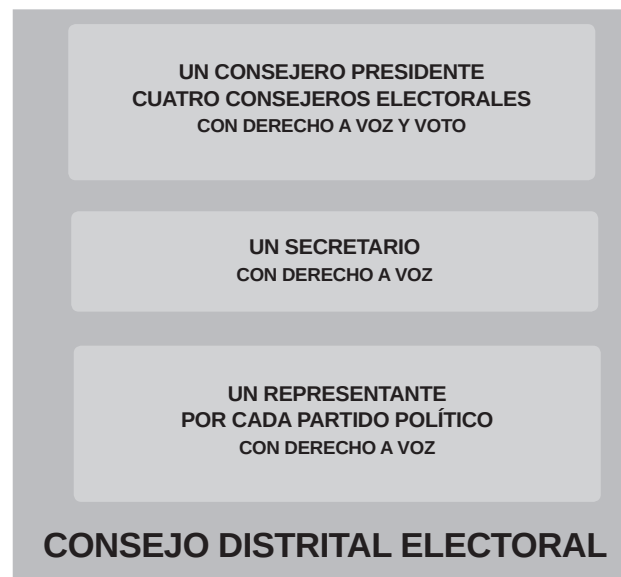 UN CONSEJERO PRESIDENTE
CUATRO CONSEJEROS ELECTORALES
CON DERECHO A VOZ Y VOTO
UN SECRETARIO
CON DERECHO A VOZ
UN REPRESENTANTE
POR CADA PARTIDO POLÍTICO
CON DERECHO A VOZ
CONSEJO DISTRITAL ELECTORAL